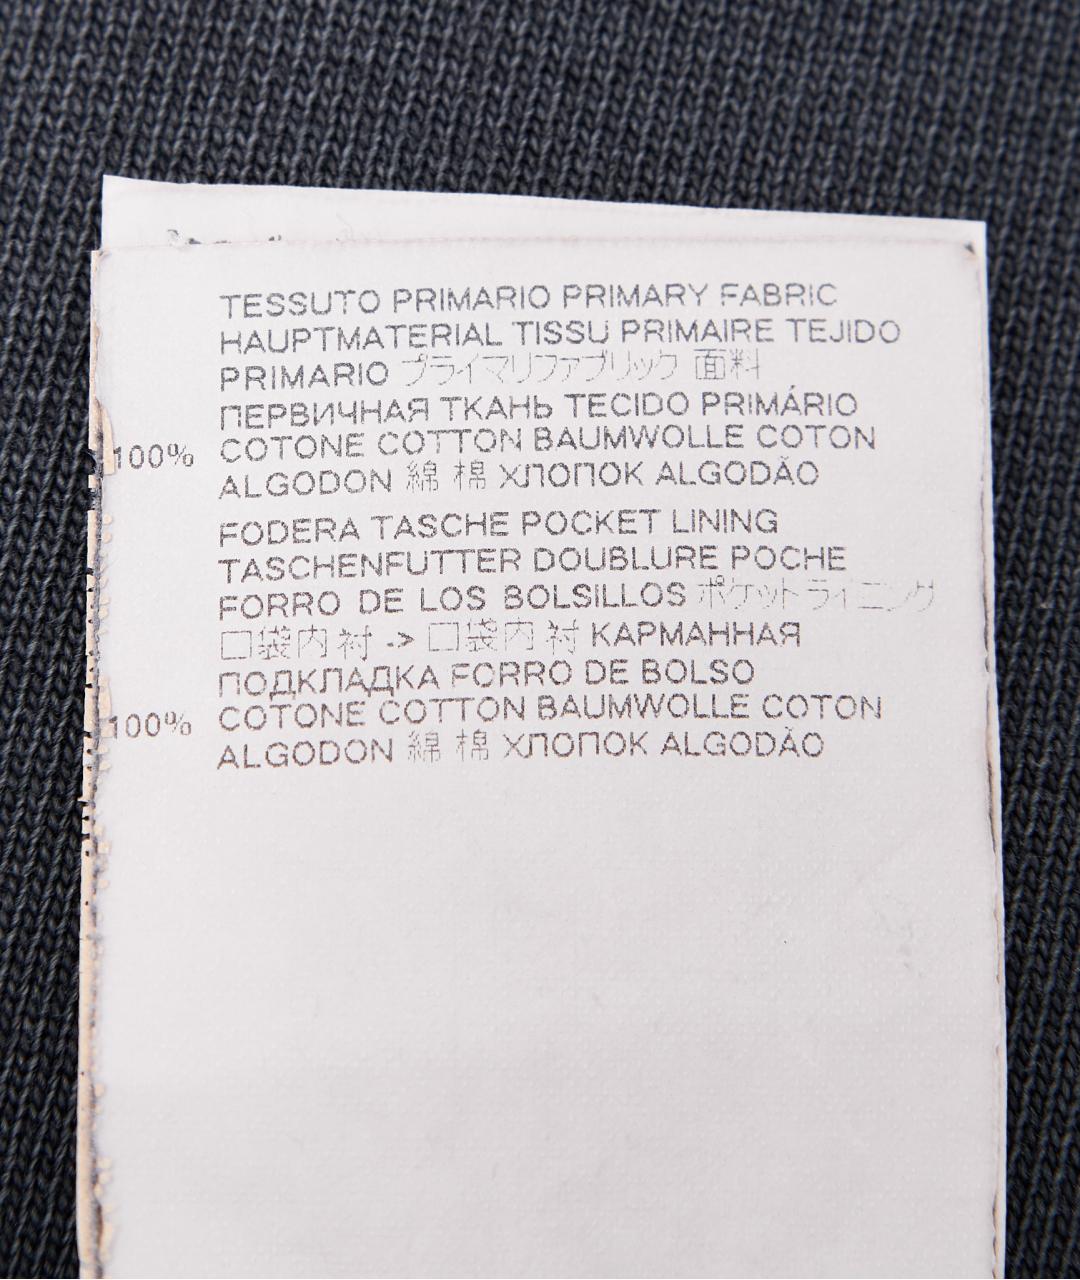 TESSUTO PRIMARIO PRIMARY FABRIC
HAUPTMATERIAL TISSU PRIMAIRE TEJIDO
PRIMARIO プライマリファブリック 面料
ПЕРВИЧНАЯ ТКАНЬ TECIDO PRIMÁRIO
100% COTONE COTTON BAUMWOLLE COTON
ALGODON 綿 棉 ХЛОПОК ALGODÃO
FODERA TASCHE POCKET LINING
TASCHENFUTTER DOUBLURE POCHE
FORRO DE LOS BOLSILLOS ポケットライニング
口袋内衬 -> 口袋内衬 КАРМАННАЯ
ПОДКЛАДКА FORRO DE BOLSO
100% COTONE COTTON BAUMWOLLE COTON
ALGODON 綿 棉 ХЛОПОК ALGODÃO